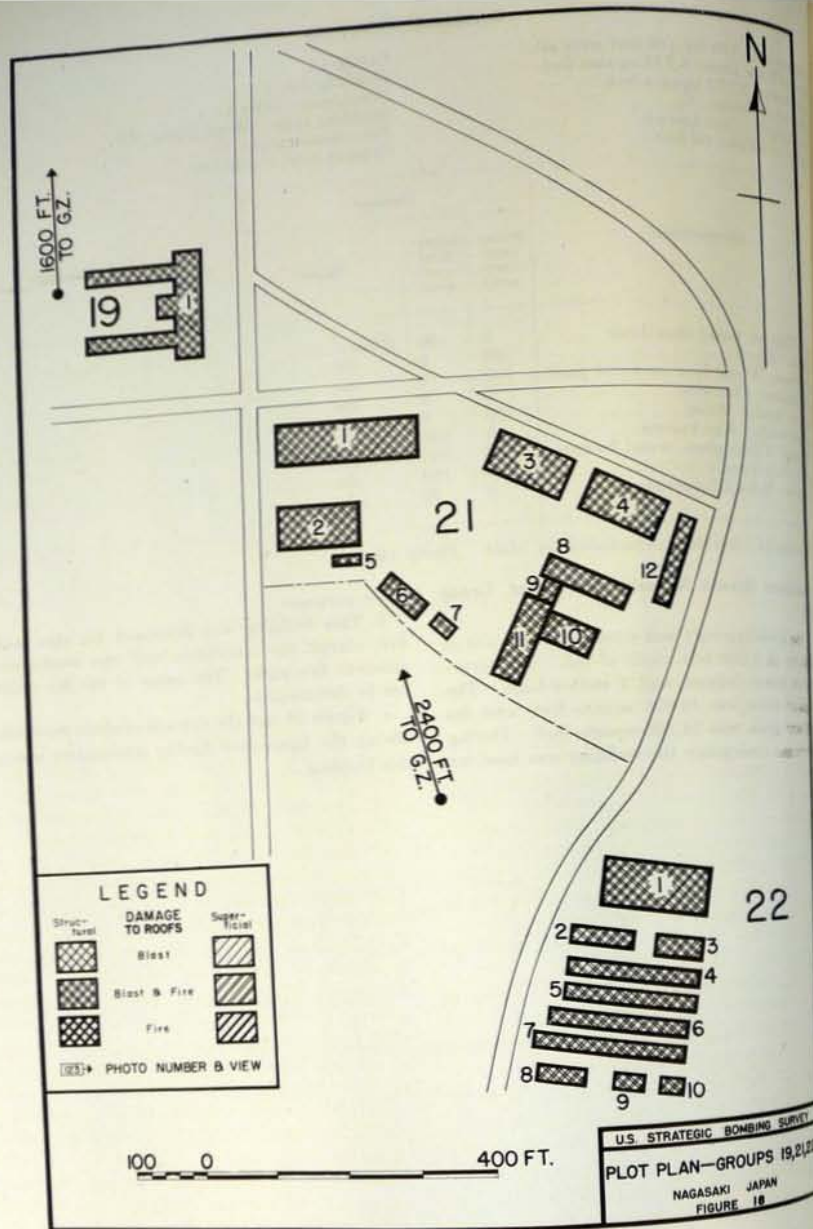 N
1600 FT.
TO G.Z.
19
1
1
2
3
4
5
6
7
8
9
10
11
12
21
2400 FT.
TO G.Z.
22
1
2
3
4
5
6
7
8
9
10
LEGEND
Struc-
tural
DAMAGE
TO ROOFS
Super-
ficial
Blast
Blast & Fire
Fire
123 PHOTO NUMBER & VIEW
100 0 400 FT.
U.S. STRATEGIC BOMBING SURVEY
PLOT PLAN—GROUPS 19,21,22
NAGASAKI JAPAN
FIGURE 18